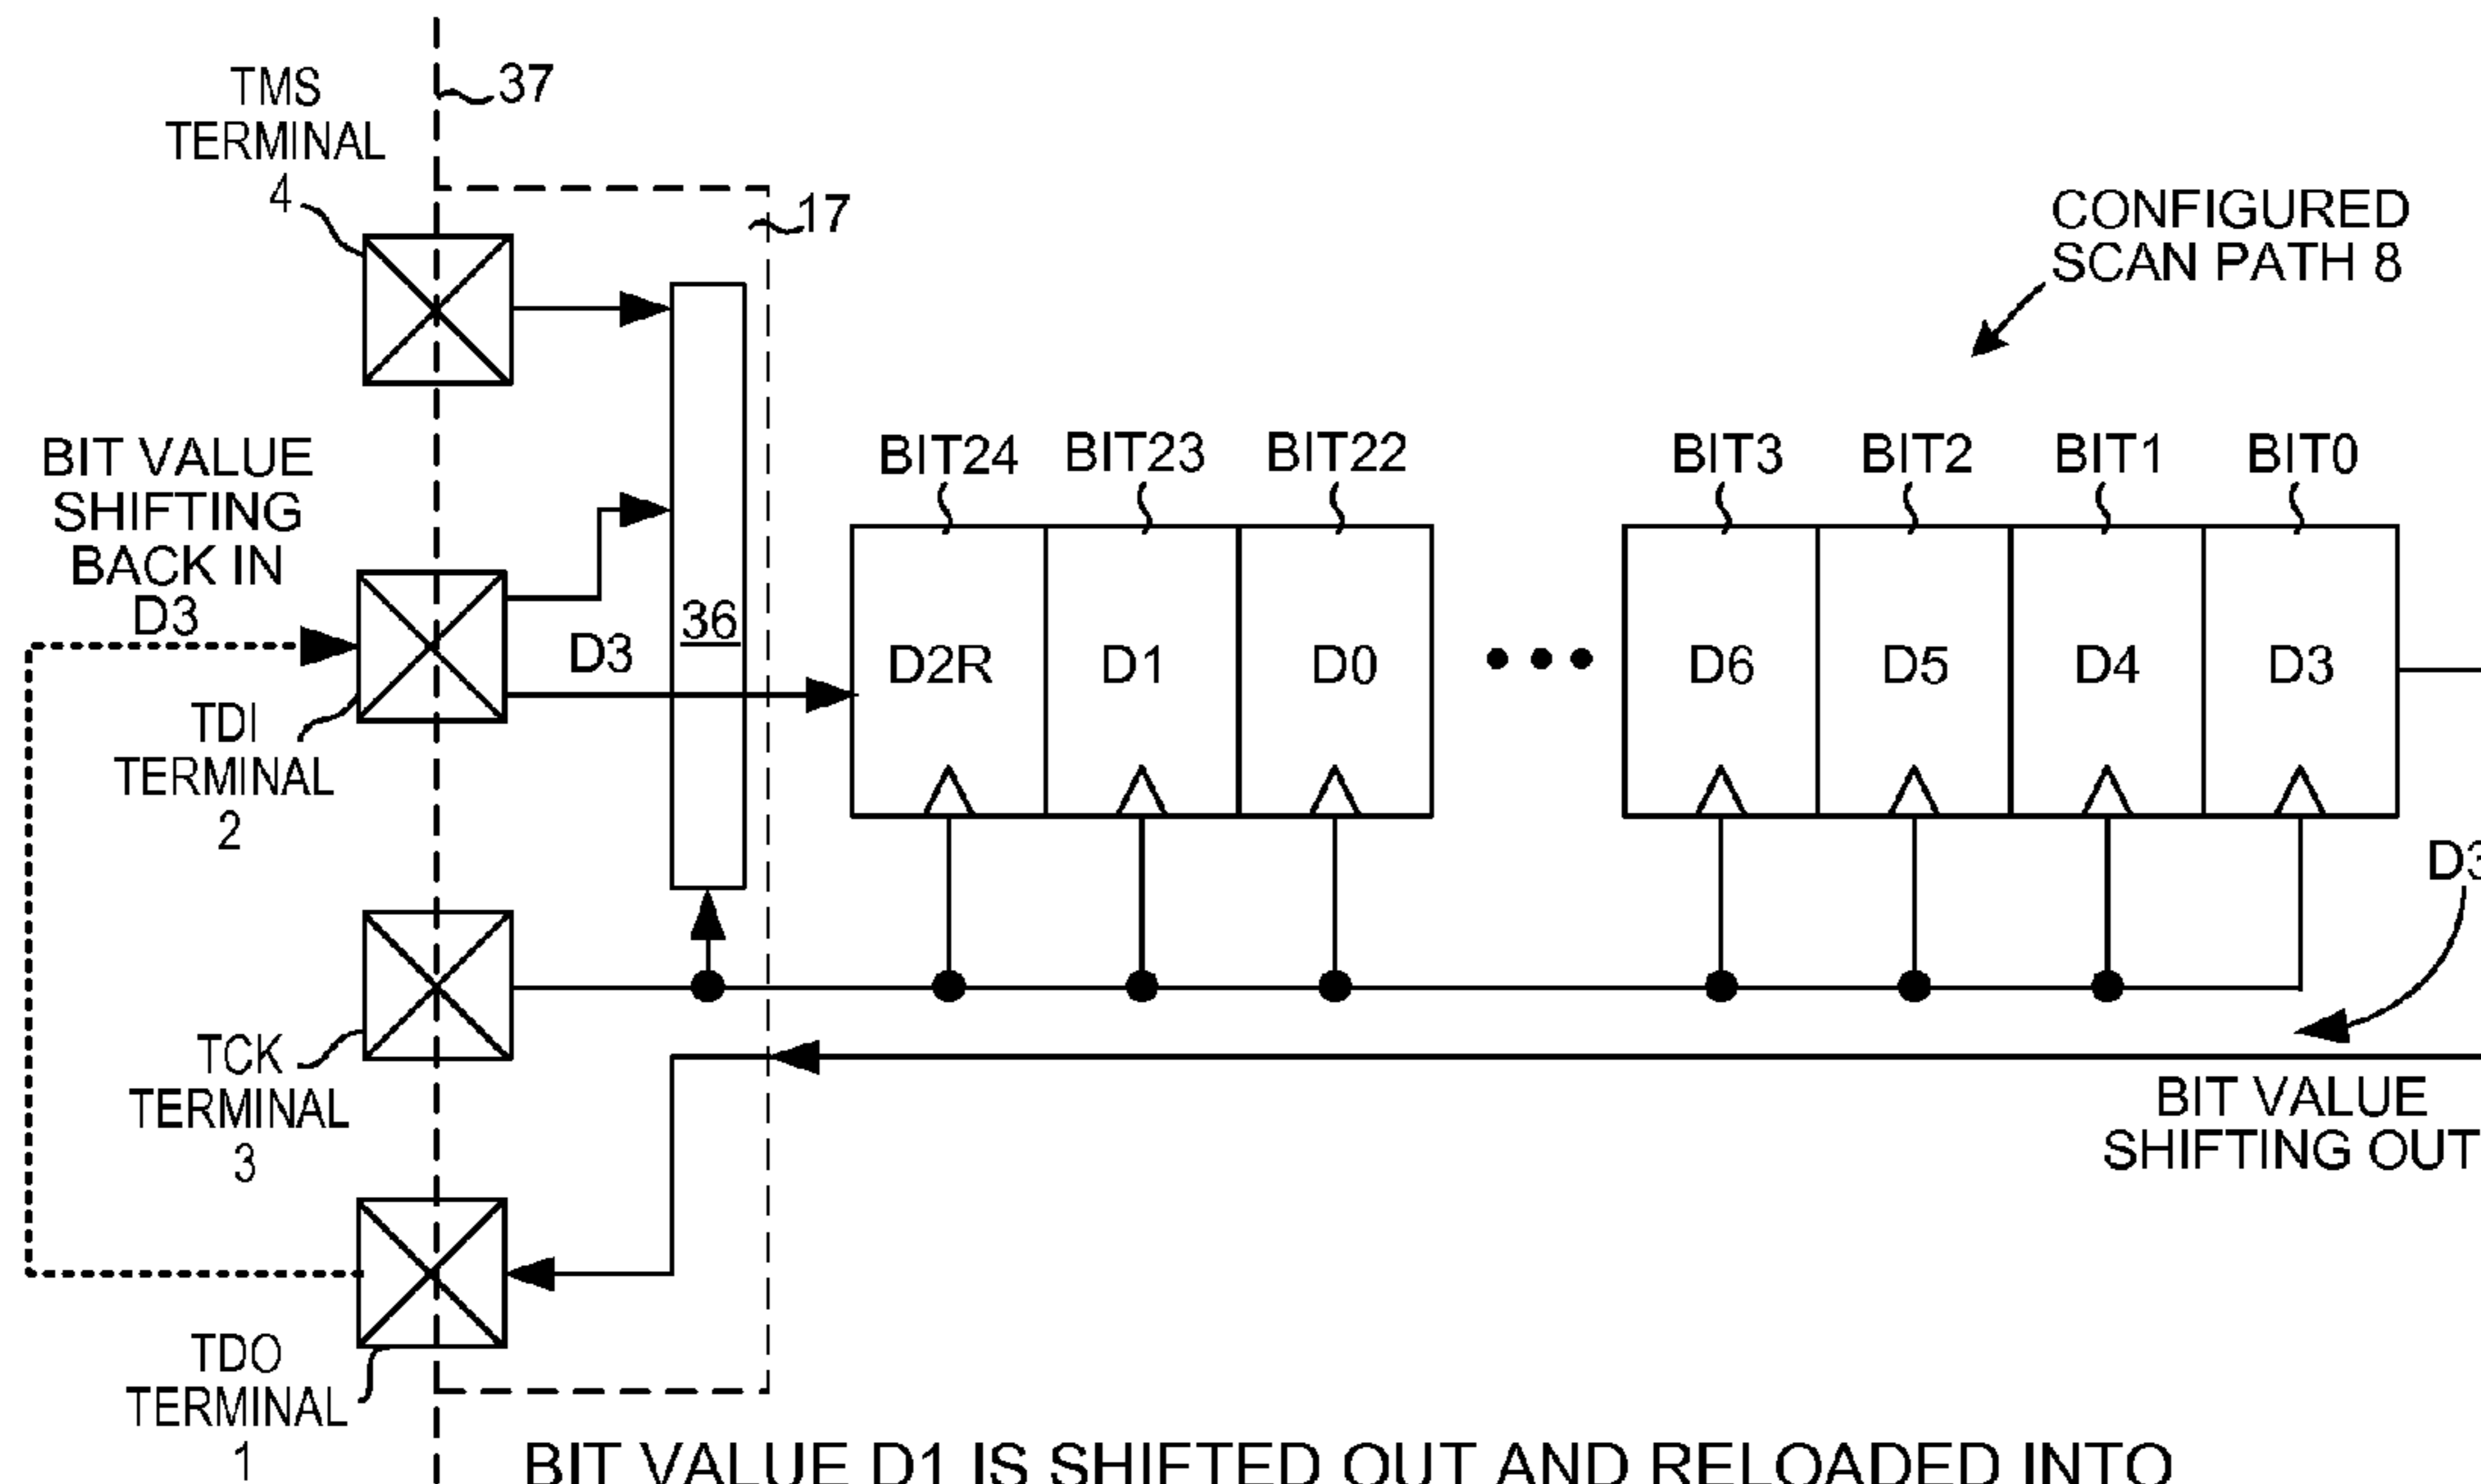 TMS
TERMINAL
4
37
17
CONFIGURED
SCAN PATH 8
BIT VALUE
SHIFTING
BACK IN
D3
BIT24
BIT23
BIT22
BIT3
BIT2
BIT1
BIT0
36
D3
D2R
D1
D0
D6
D5
D4
D3
TDI
TERMINAL
2
D3
TCK
TERMINAL
3
BIT VALUE
SHIFTING OUT
TDO
TERMINAL
1
BIT VALUE D1 IS SHIFTED OUT AND RELOADED INTO